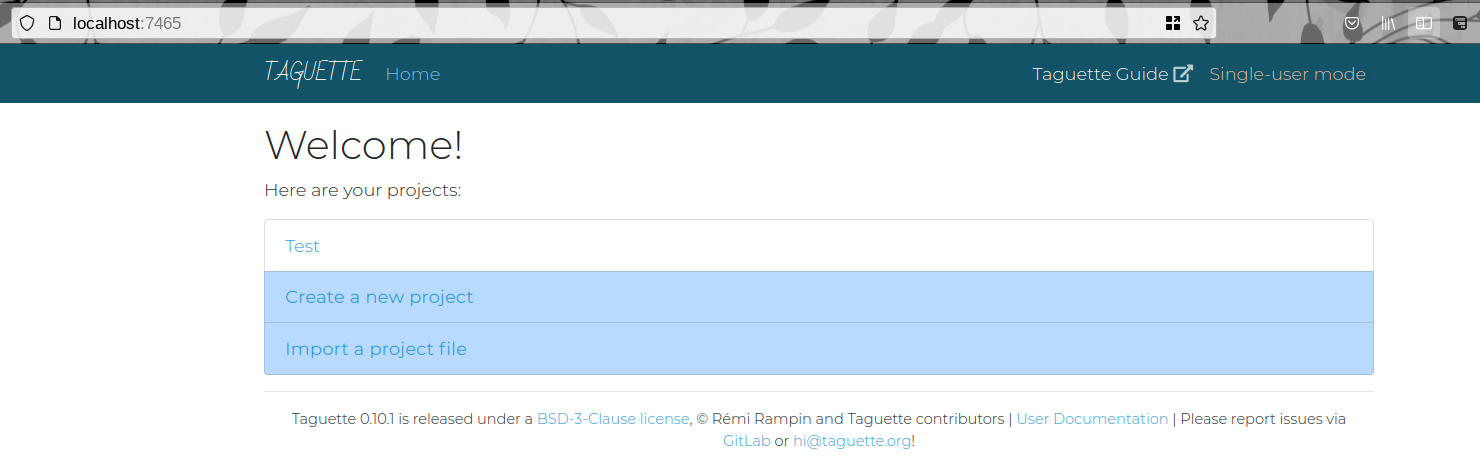 localhost:7465
TAGUETTE Home Taguette Guide Single-user mode
Welcome!
Here are your projects:
Test
Create a new project
Import a project file
Taguette 0.10.1 is released under a BSD-3-Clause license, © Rémi Rampin and Taguette contributors | User Documentation | Please report issues via
GitLab or hi@taguette.org!